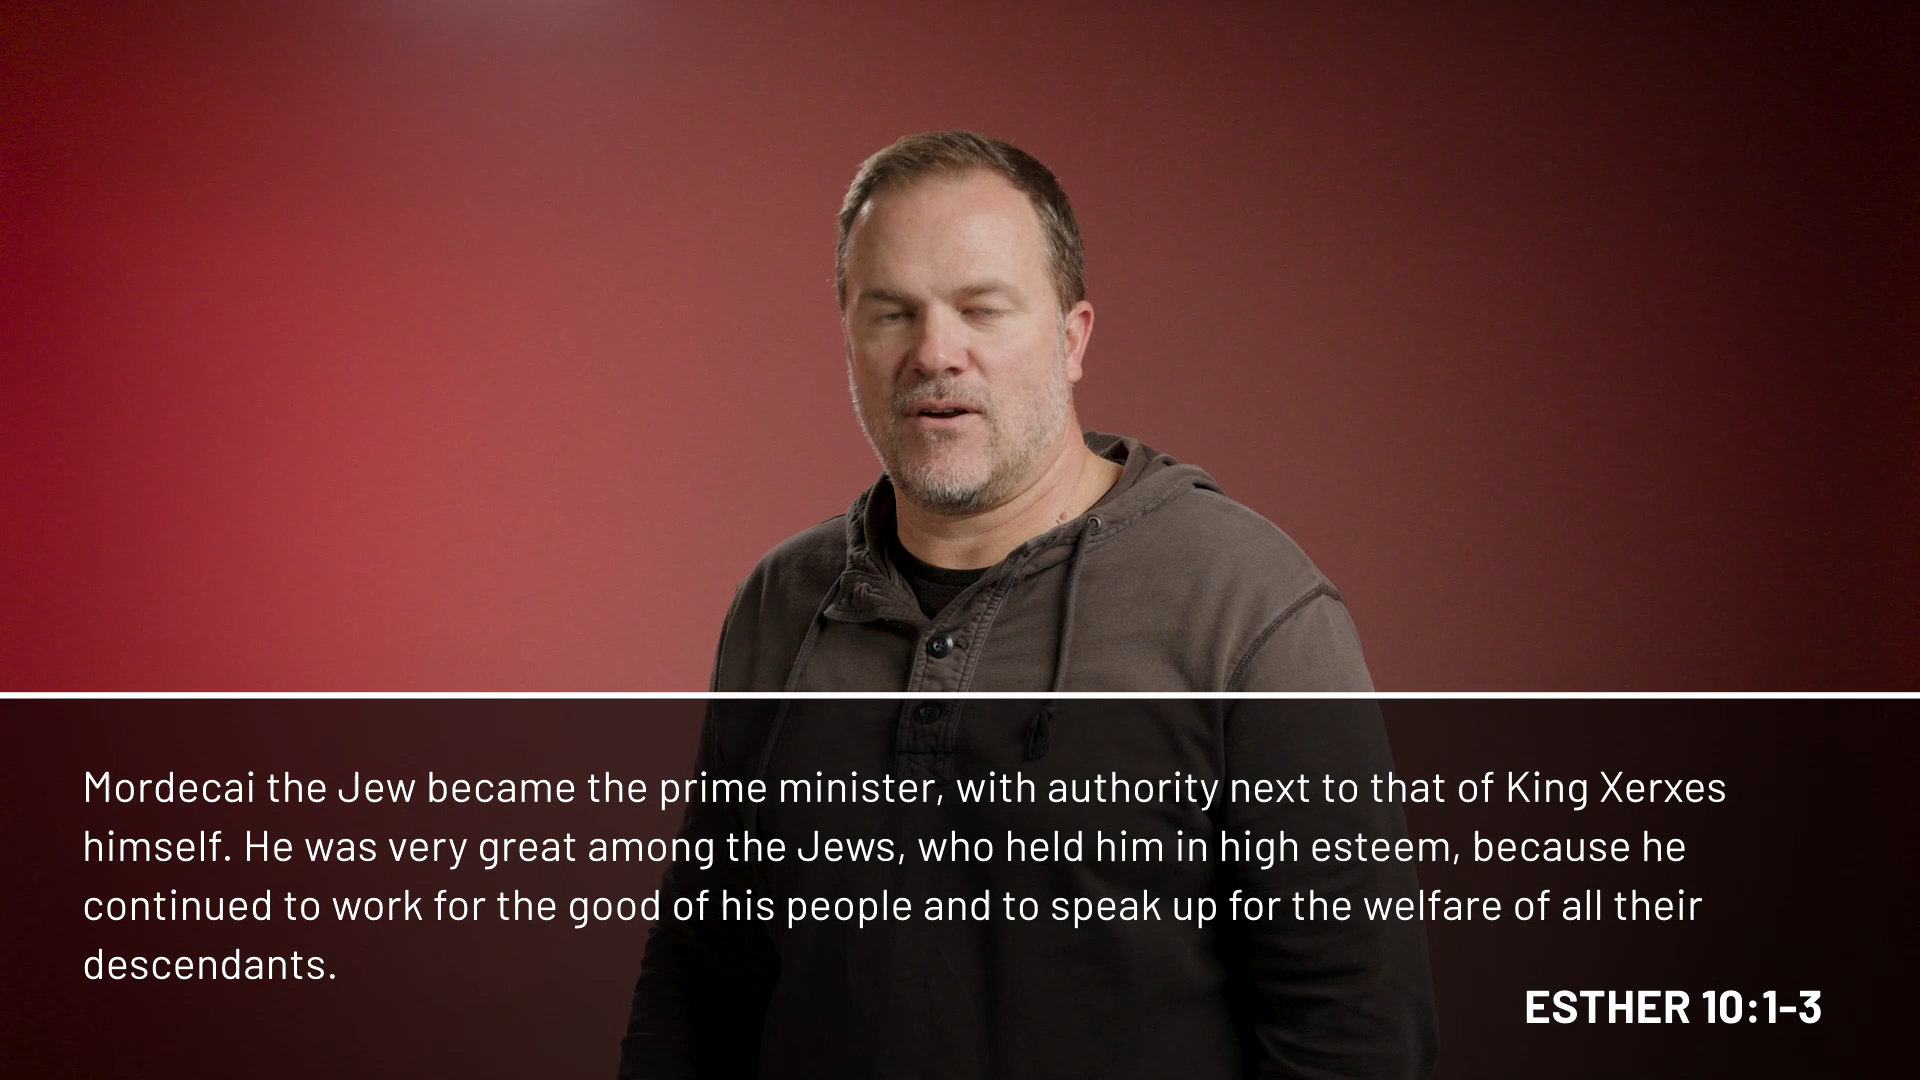 Mordecai the Jew became the prime minister, with authority next to that of King Xerxes
himself. He was very great among the Jews, who held him in high esteem, because he
continued to work for the good of his people and to speak up for the welfare of all their
descendants.
ESTHER 10:1-3